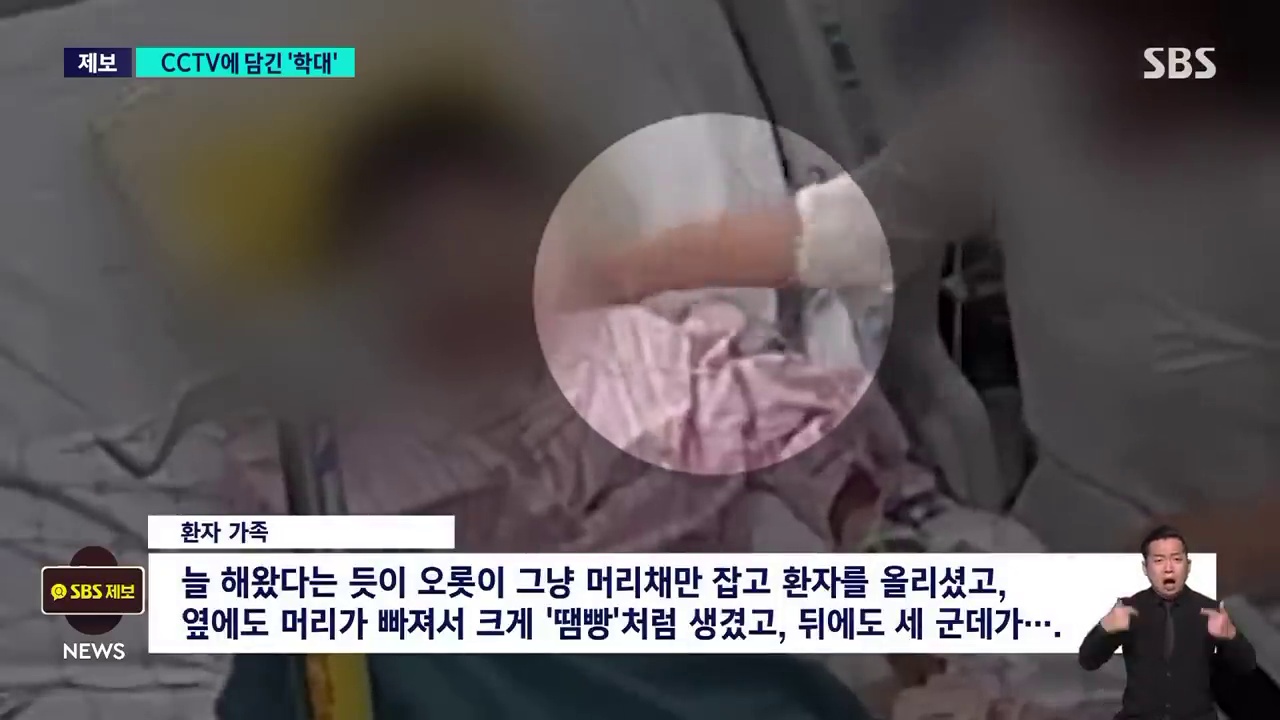 제보 CCTV에 담긴 '학대'
SBS
환자 가족
늘 해왔다는 듯이 오롯이 그냥 머리채만 잡고 환자를 올리셨고,
옆에도 머리가 빠져서 크게 '땜빵'처럼 생겼고, 뒤에도 세 군데가….
SBS 제보
NEWS